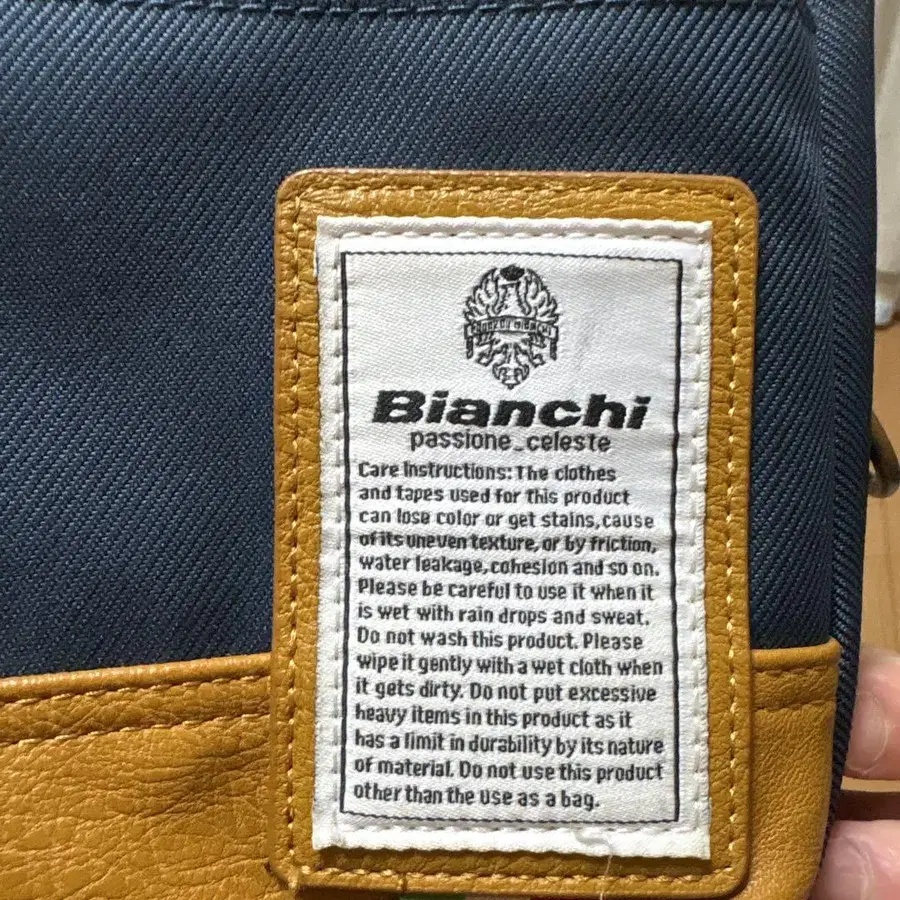 Bianchi
passione_celeste
Care Instructions: The clothes
and tapes used for this product
can lose color or get stains, cause
of its uneven texture, or by friction,
water leakage, cohesion and so on.
Please be careful to use it when it
is wet with rain drops and sweat.
Do not wash this product. Please
wipe it gently with a wet cloth when
it gets dirty. Do not put excessive
heavy items in this product as it
has a limit in durability by its nature
of material. Do not use this product
other than the use as a bag.